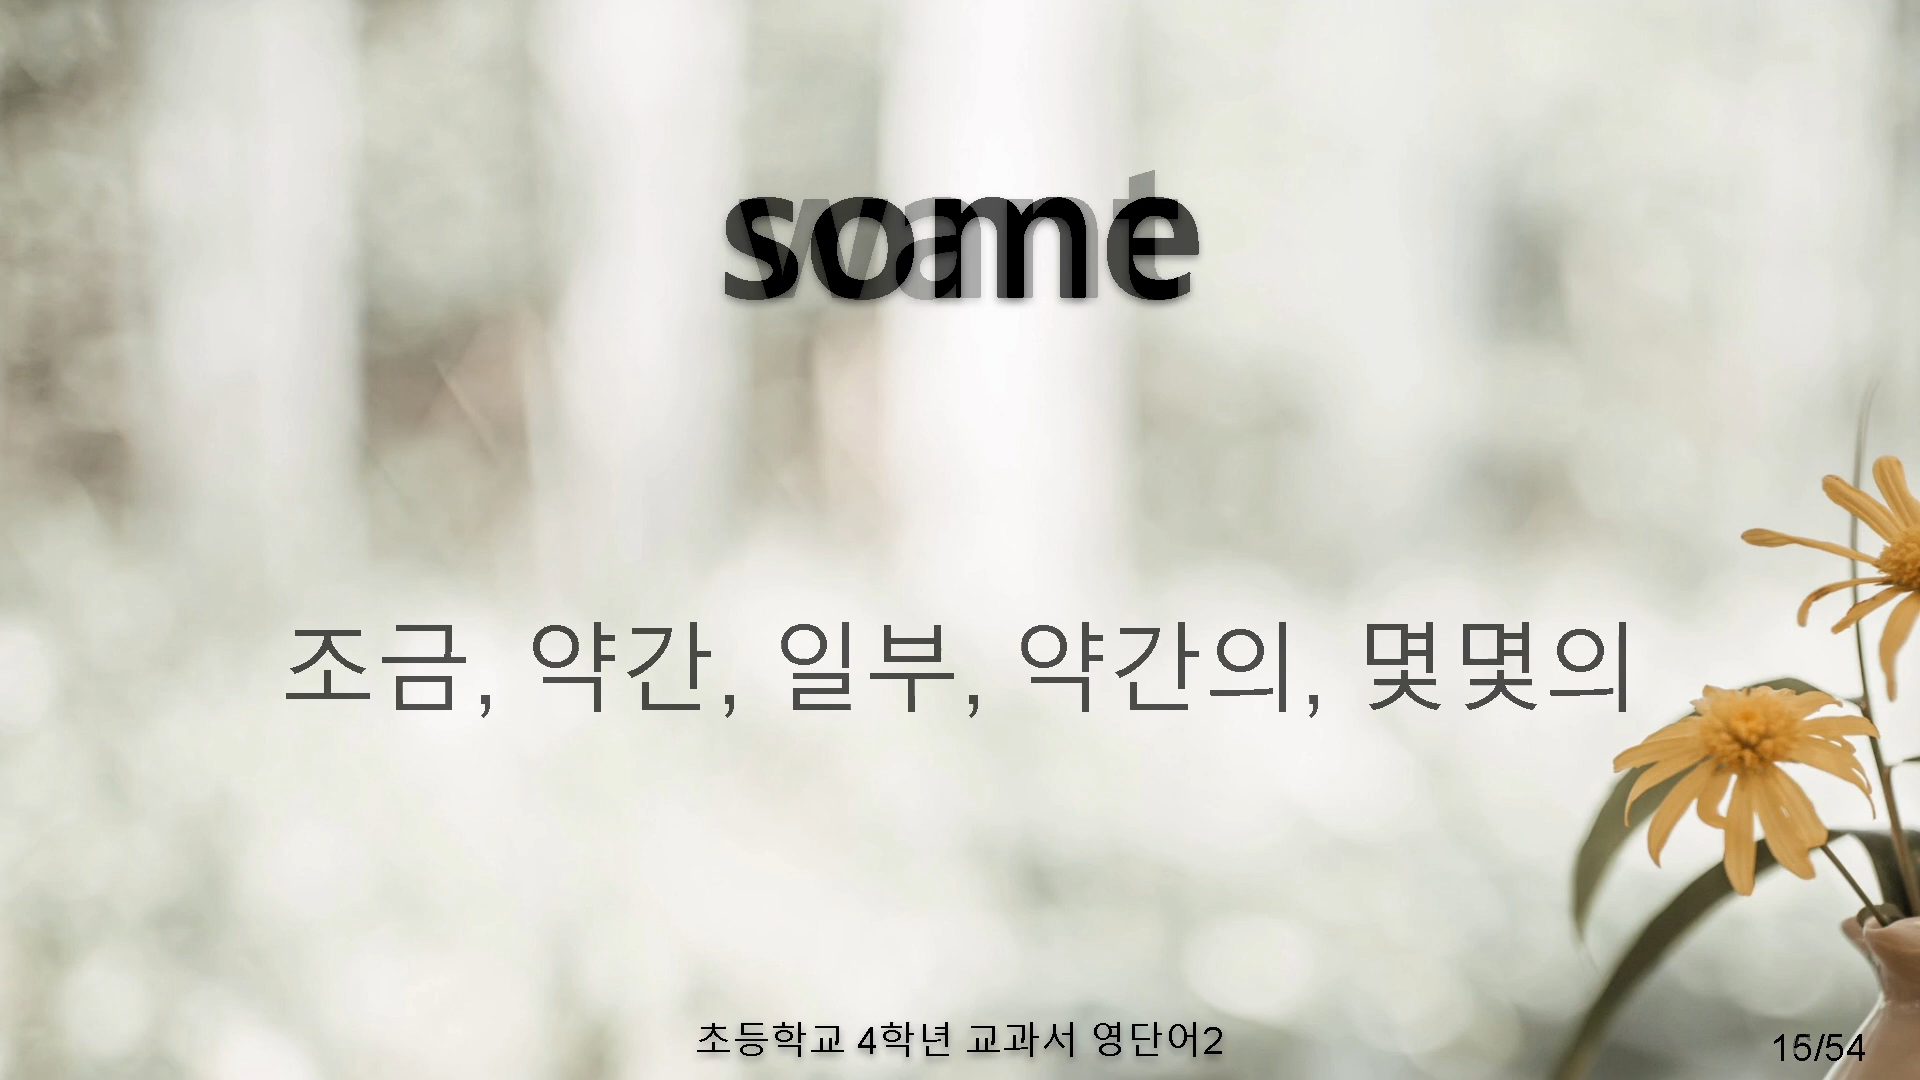 some
want
조금, 약간, 일부, 약간의, 몇몇의
초등학교 4학년 교과서 영단어2
15/54